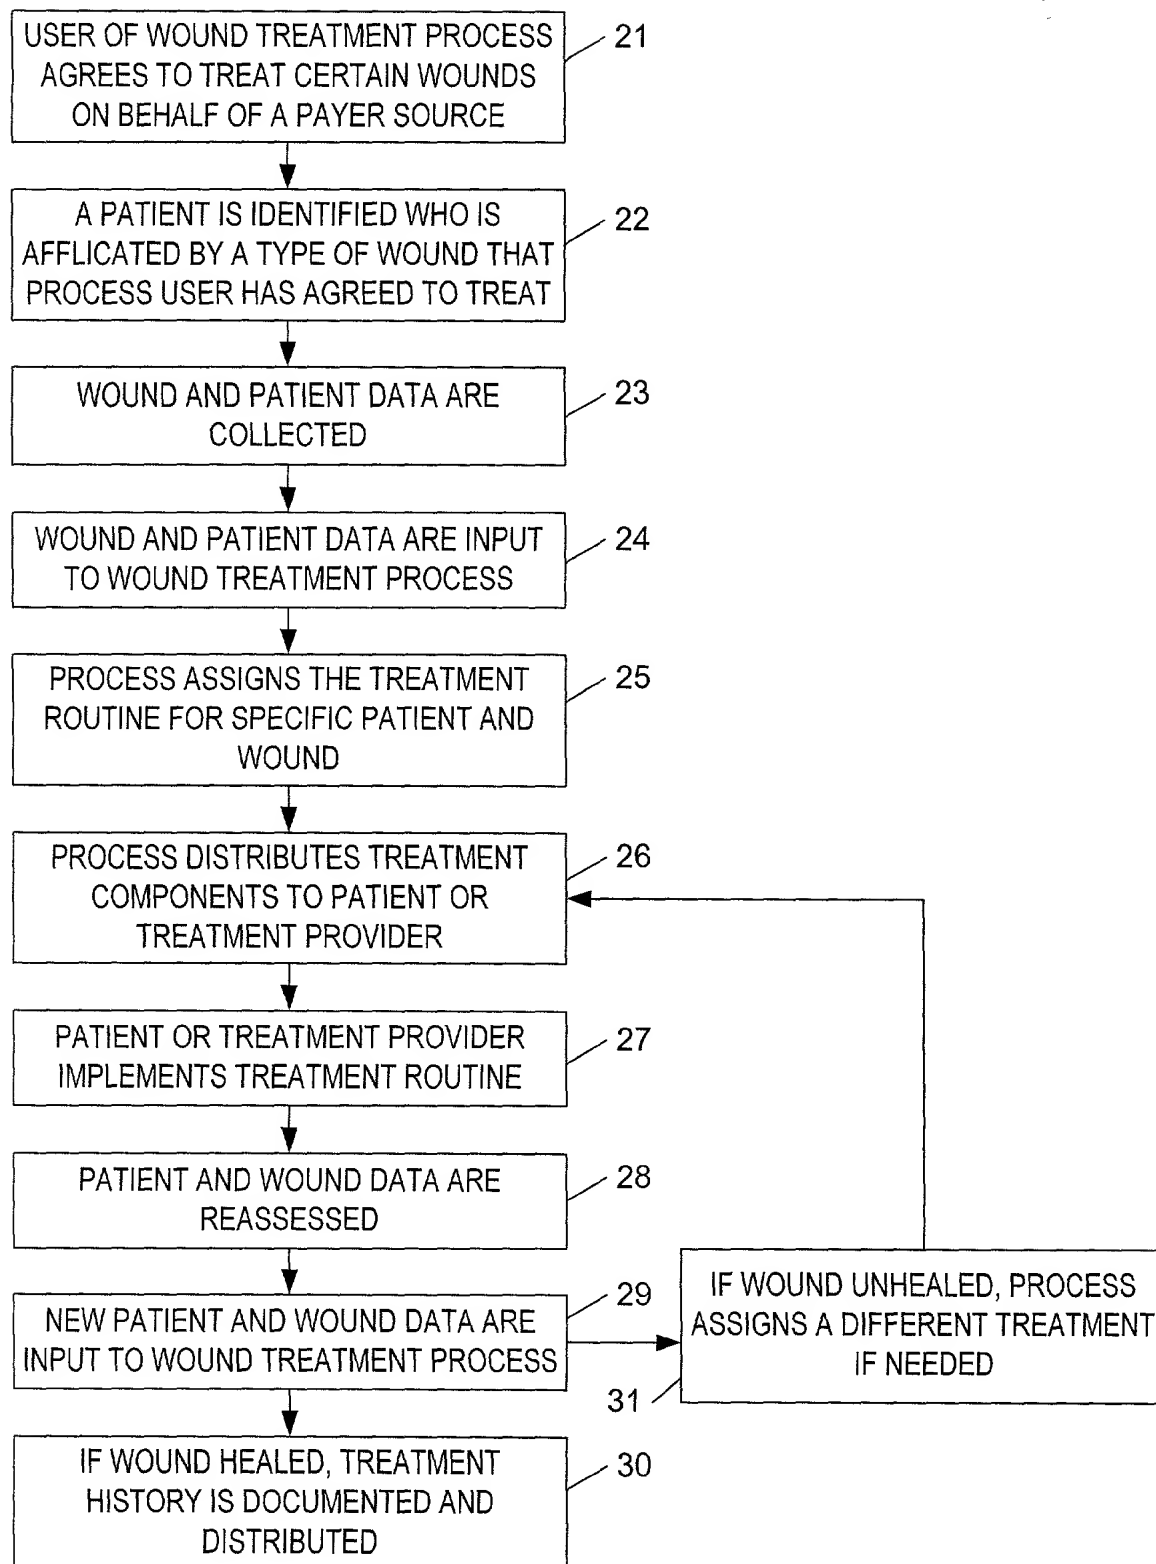 USER OF WOUND TREATMENT PROCESS
AGREES TO TREAT CERTAIN WOUNDS
ON BEHALF OF A PAYER SOURCE
21
A PATIENT IS IDENTIFIED WHO IS
AFFLICATED BY A TYPE OF WOUND THAT
PROCESS USER HAS AGREED TO TREAT
22
WOUND AND PATIENT DATA ARE
COLLECTED
23
WOUND AND PATIENT DATA ARE INPUT
TO WOUND TREATMENT PROCESS
24
PROCESS ASSIGNS THE TREATMENT
ROUTINE FOR SPECIFIC PATIENT AND
WOUND
25
PROCESS DISTRIBUTES TREATMENT
COMPONENTS TO PATIENT OR
TREATMENT PROVIDER
26
PATIENT OR TREATMENT PROVIDER
IMPLEMENTS TREATMENT ROUTINE
27
PATIENT AND WOUND DATA ARE
REASSESSED
28
NEW PATIENT AND WOUND DATA ARE
INPUT TO WOUND TREATMENT PROCESS
29
IF WOUND UNHEALED, PROCESS
ASSIGNS A DIFFERENT TREATMENT
IF NEEDED
31
IF WOUND HEALED, TREATMENT
HISTORY IS DOCUMENTED AND
DISTRIBUTED
30